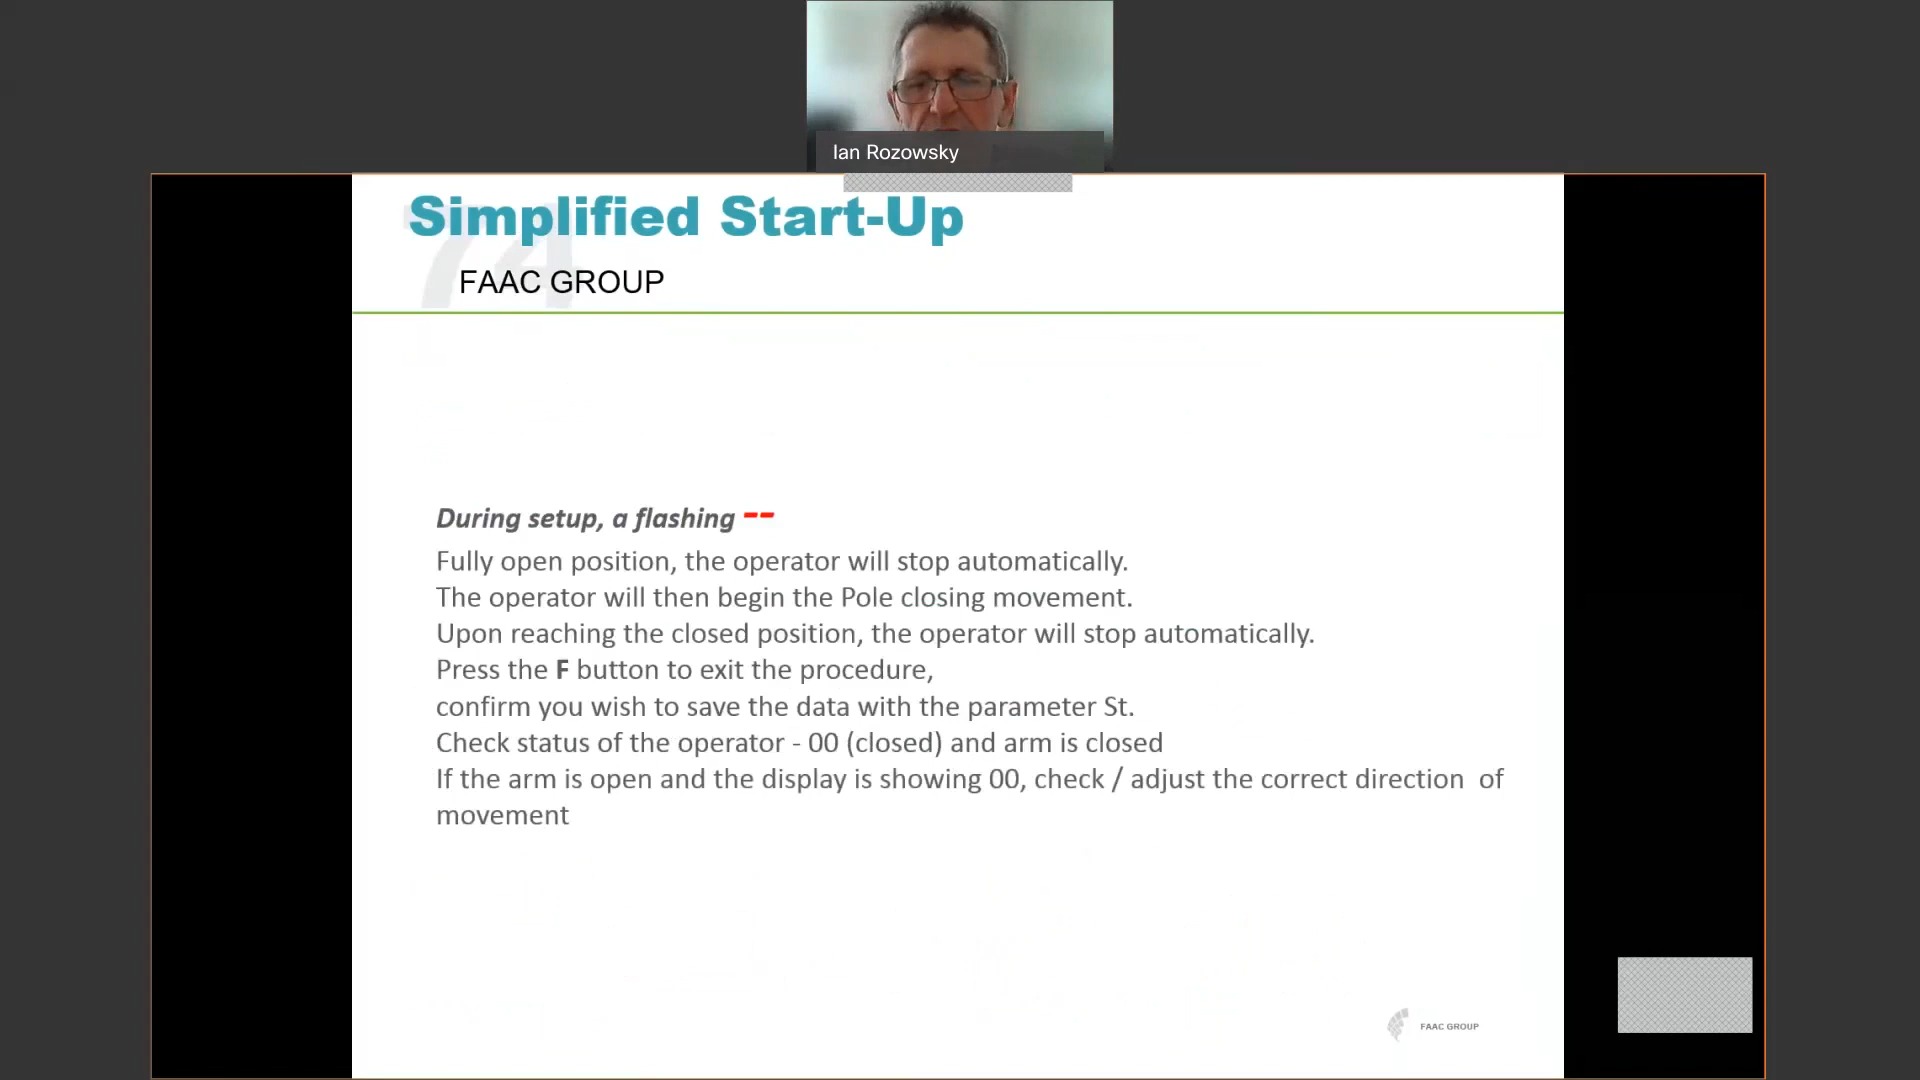 Ian Rozowsky
Simplified Start-Up
74
FAAC GROUP
During setup, a flashing --
Fully open position, the operator will stop automatically.
The operator will then begin the Pole closing movement.
Upon reaching the closed position, the operator will stop automatically.
Press the F button to exit the procedure,
confirm you wish to save the data with the parameter St.
Check status of the operator - 00 (closed) and arm is closed
If the arm is open and the display is showing 00, check / adjust the correct direction  of
movement
FAAC GROUP